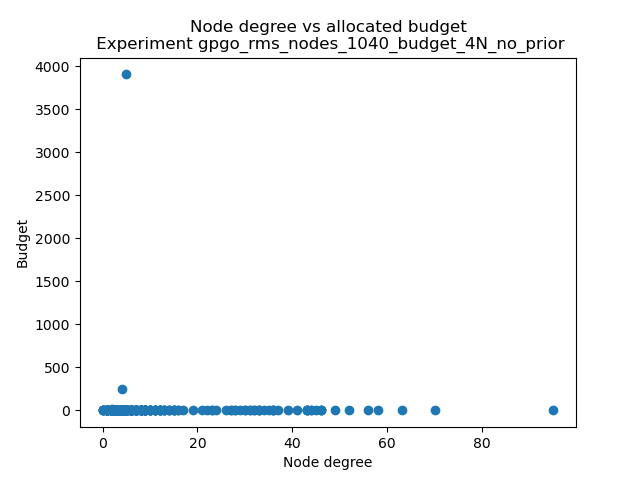 Node degree vs allocated budget
Experiment gpgo_rms_nodes_1040_budget_4N_no_prior
4000
3500
3000
2500
2000
1500
1000
500
0
Budget
0 20 40 60 80
Node degree